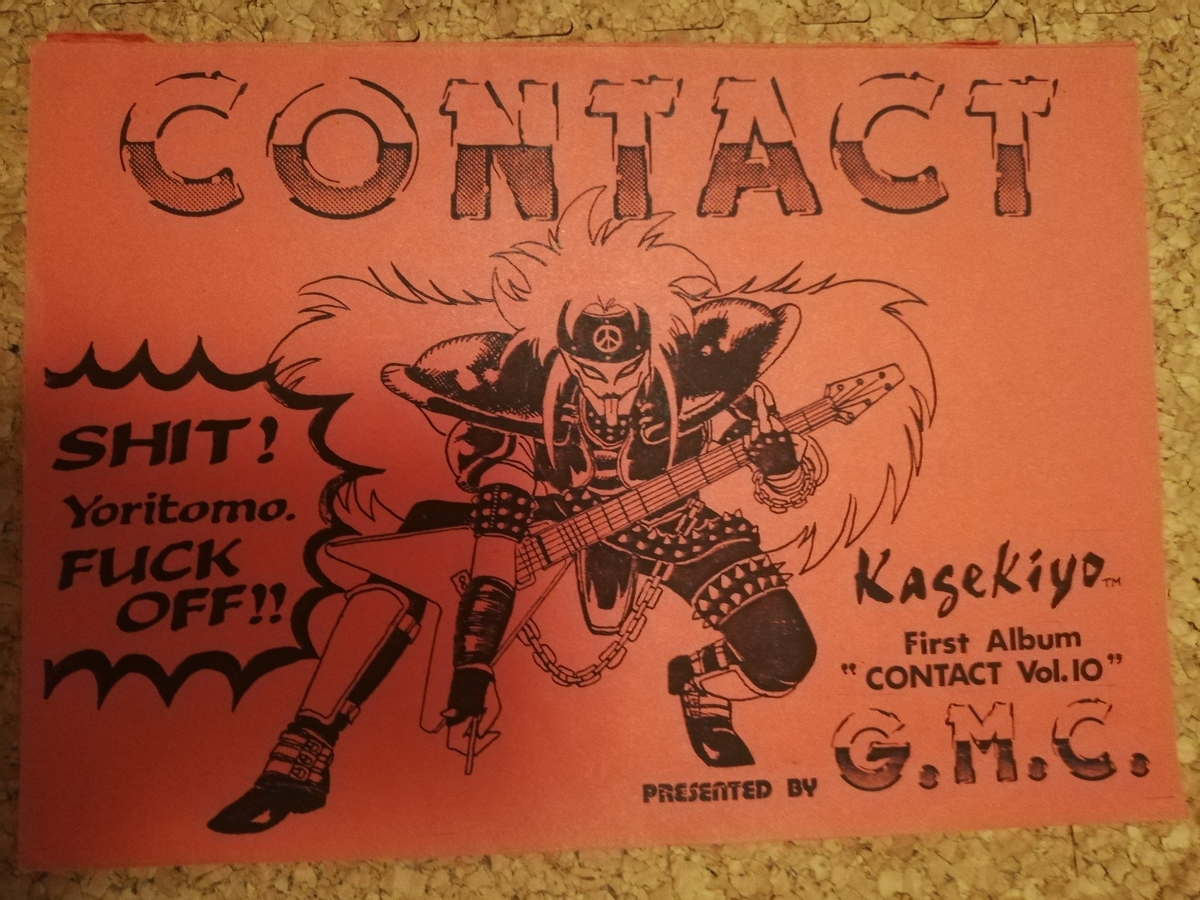 CONTACT
SHIT!
Yoritomo.
FUCK
OFF!!
Kagekiyo™
First Album
“CONTACT Vol.10”
PRESENTED BY G.M.C.